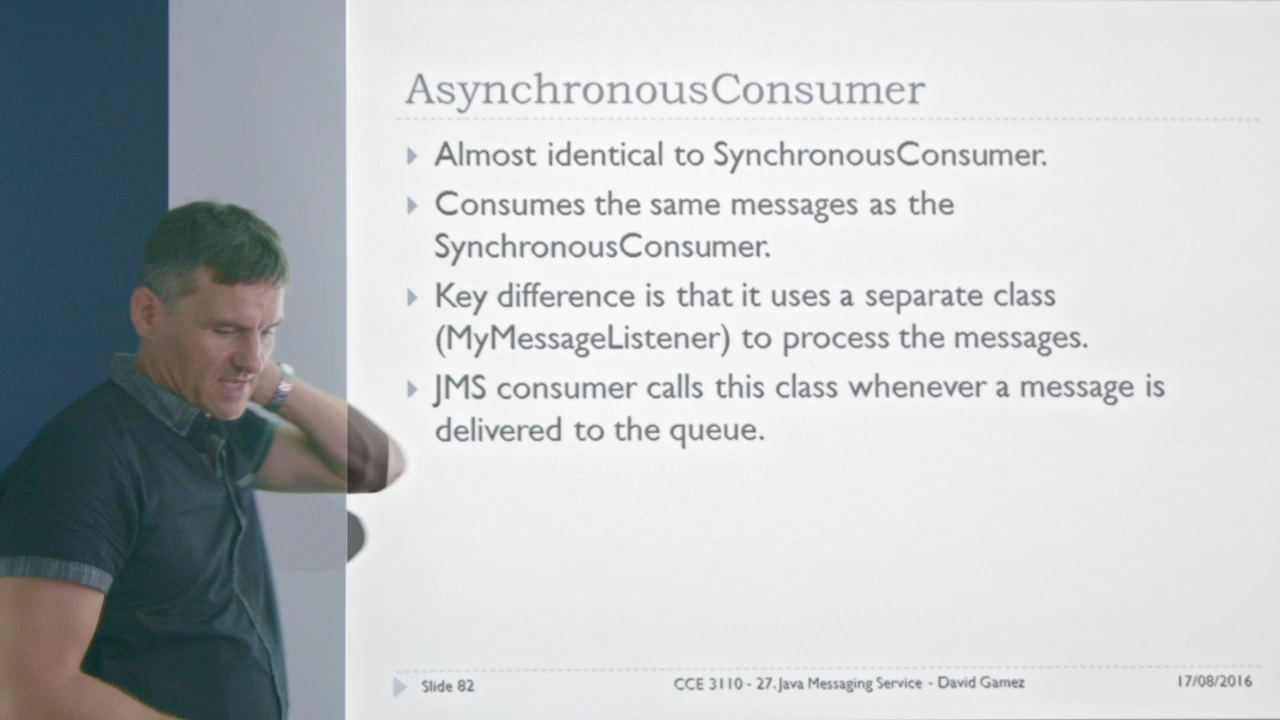 AsynchronousConsumer
Almost identical to SynchronousConsumer.
Consumes the same messages as the
SynchronousConsumer.
Key difference is that it uses a separate class
(MyMessageListener) to process the messages.
JMS consumer calls this class whenever a message is
delivered to the queue.
Slide 82
CCE 3110 - 27. Java Messaging Service - David Gamez
17/08/2016